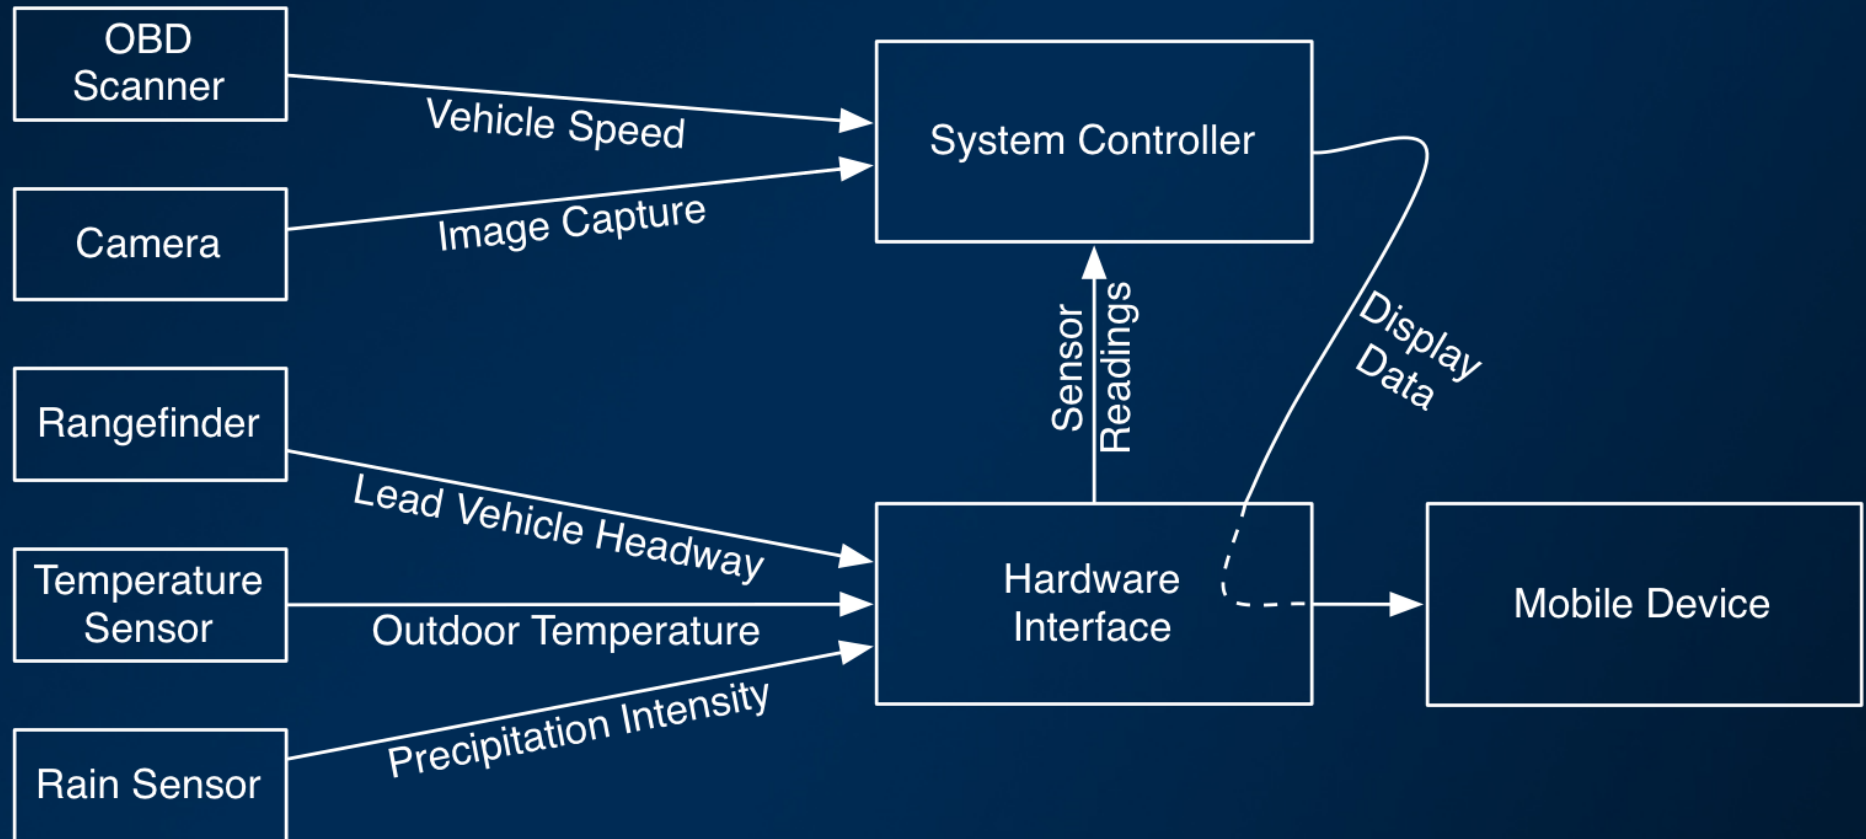 OBD
Scanner
Vehicle Speed
System Controller
Camera
Image Capture
Sensor
Readings
Display
Data
Rangefinder
Lead Vehicle Headway
Temperature
Sensor
Outdoor Temperature
Hardware
Interface
Mobile Device
Rain Sensor
Precipitation Intensity